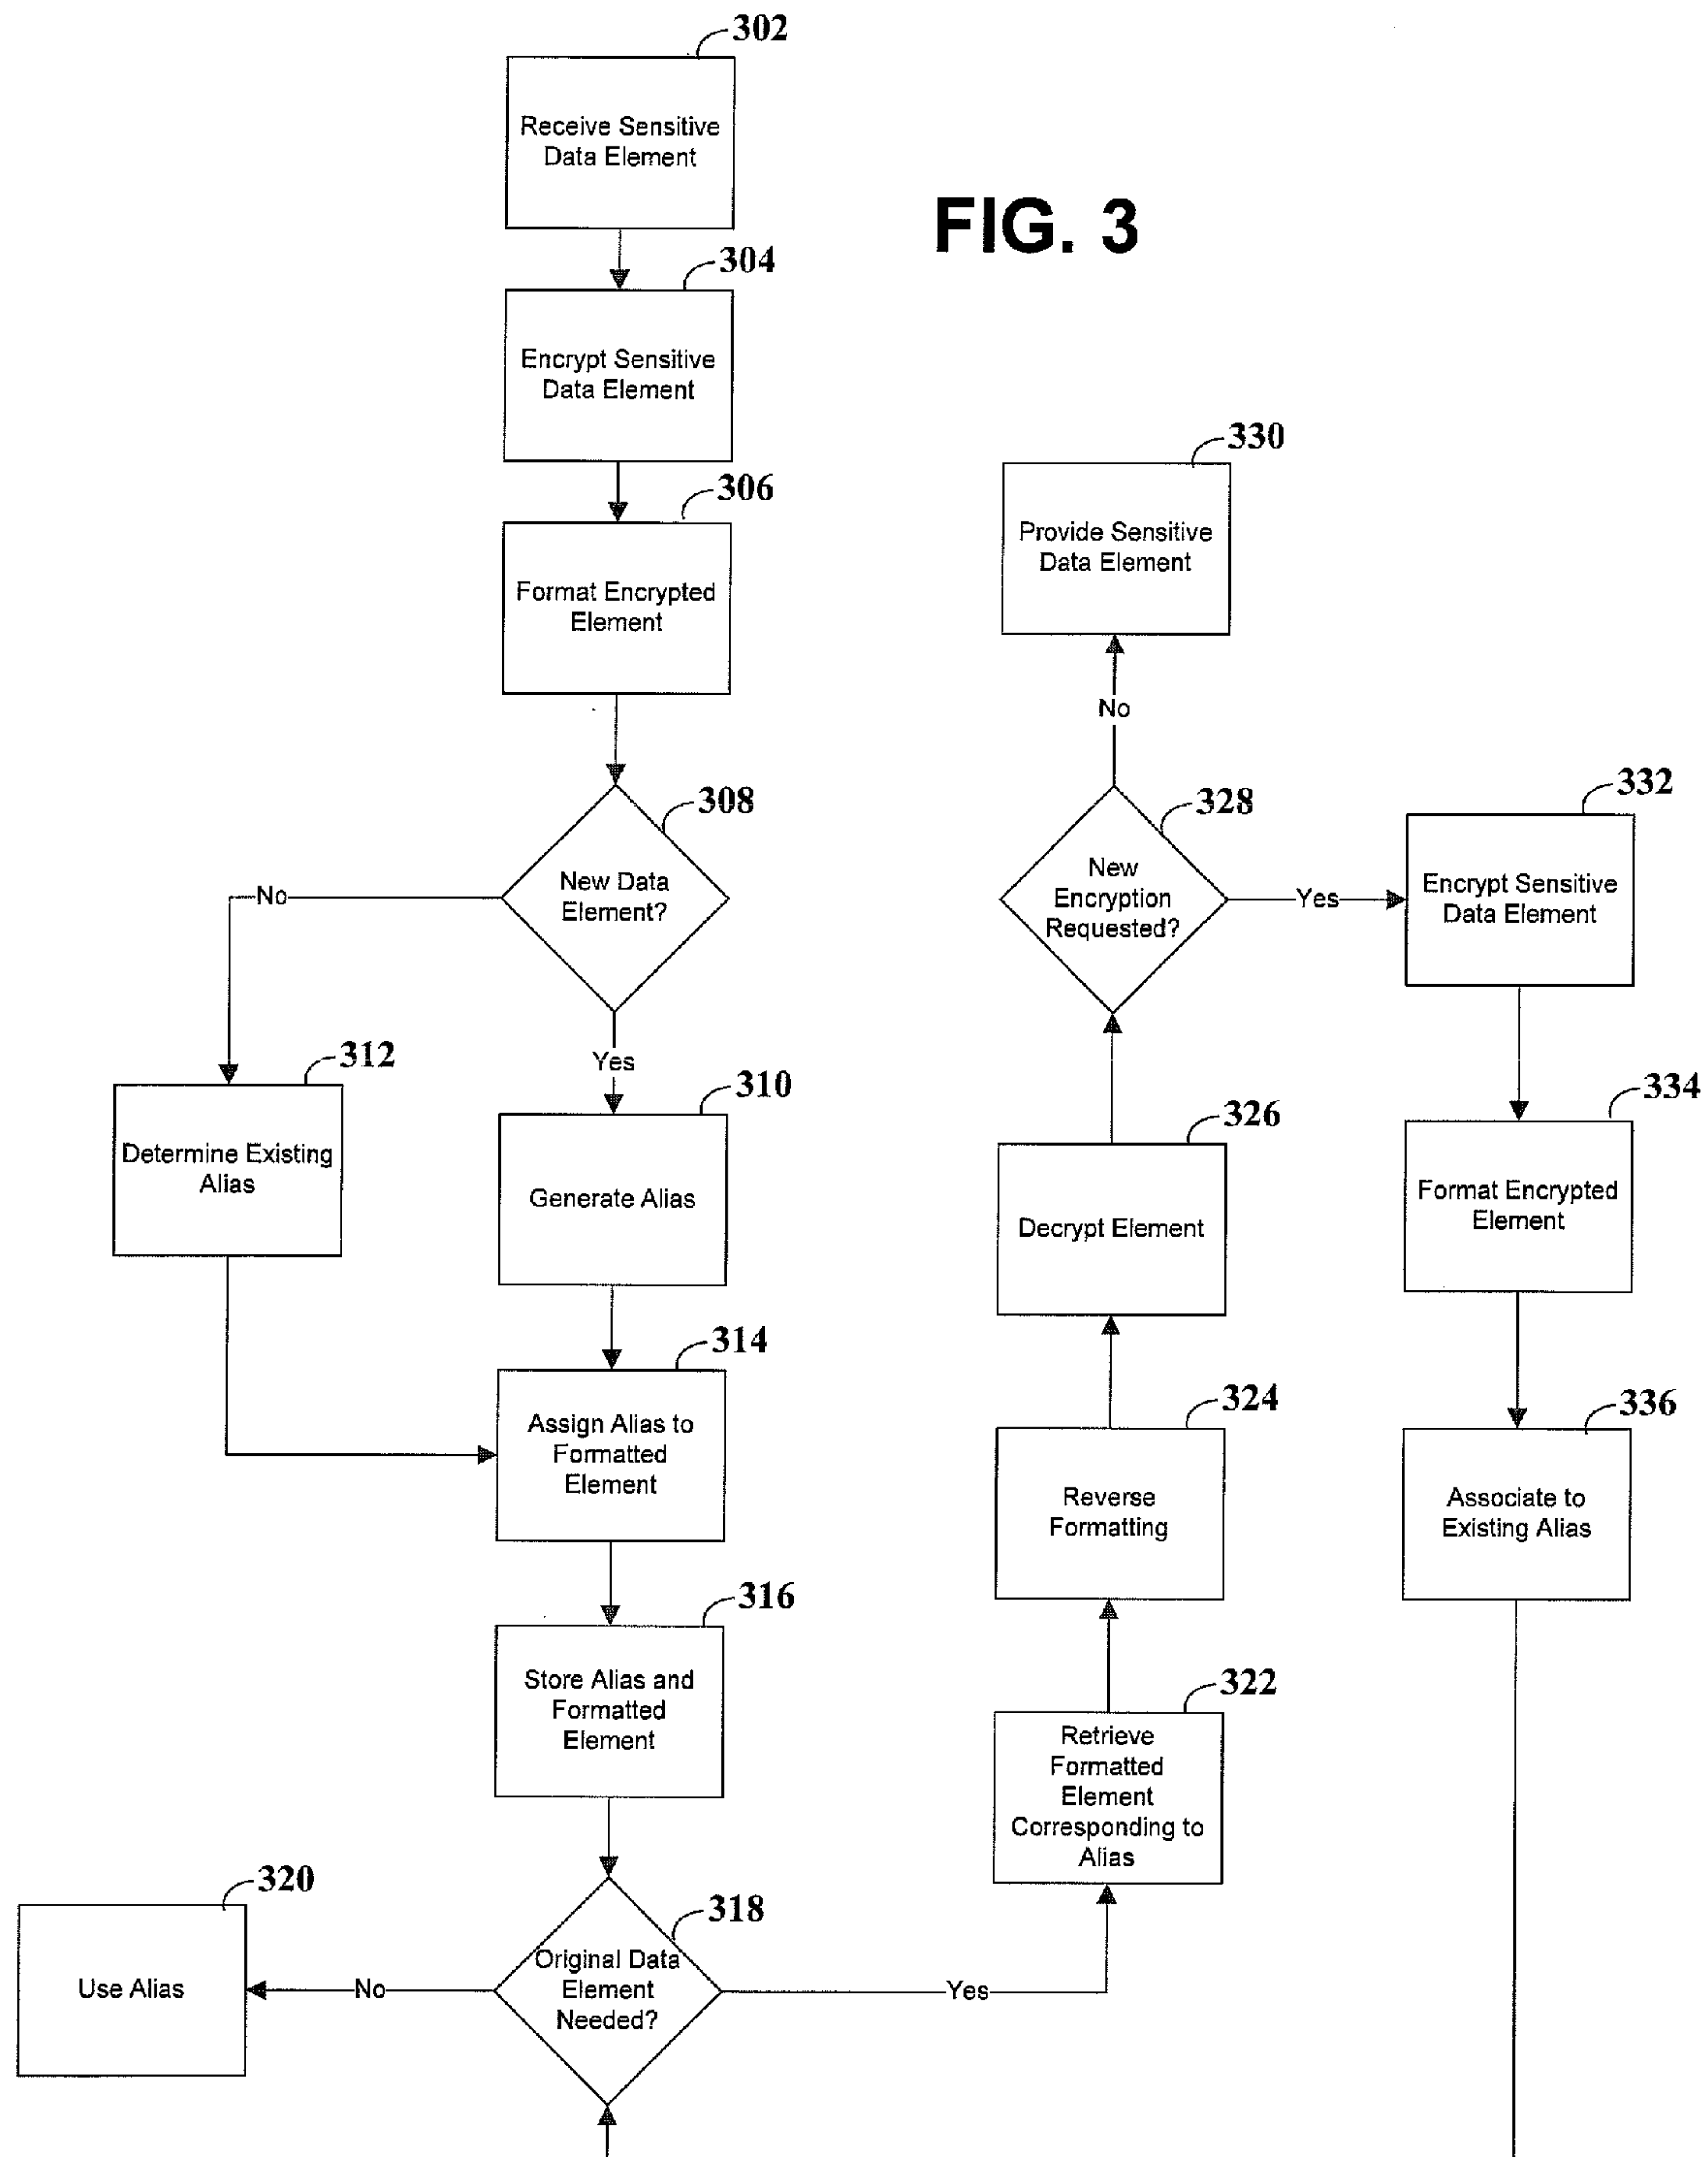 302
Receive Sensitive
Data Element
FIG. 3
304
Encrypt Sensitive
Data Element
306
Format Encrypted
Element
308
New Data
Element?
No
Yes
312
Determine Existing
Alias
310
Generate Alias
314
Assign Alias to
Formatted
Element
316
Store Alias and
Formatted
Element
318
Original Data
Element
Needed?
No
320
Use Alias
Yes
322
Retrieve
Formatted
Element
Corresponding to
Alias
324
Reverse
Formatting
326
Decrypt Element
328
New
Encryption
Requested?
No
330
Provide Sensitive
Data Element
Yes
332
Encrypt Sensitive
Data Element
334
Format Encrypted
Element
336
Associate to
Existing Alias